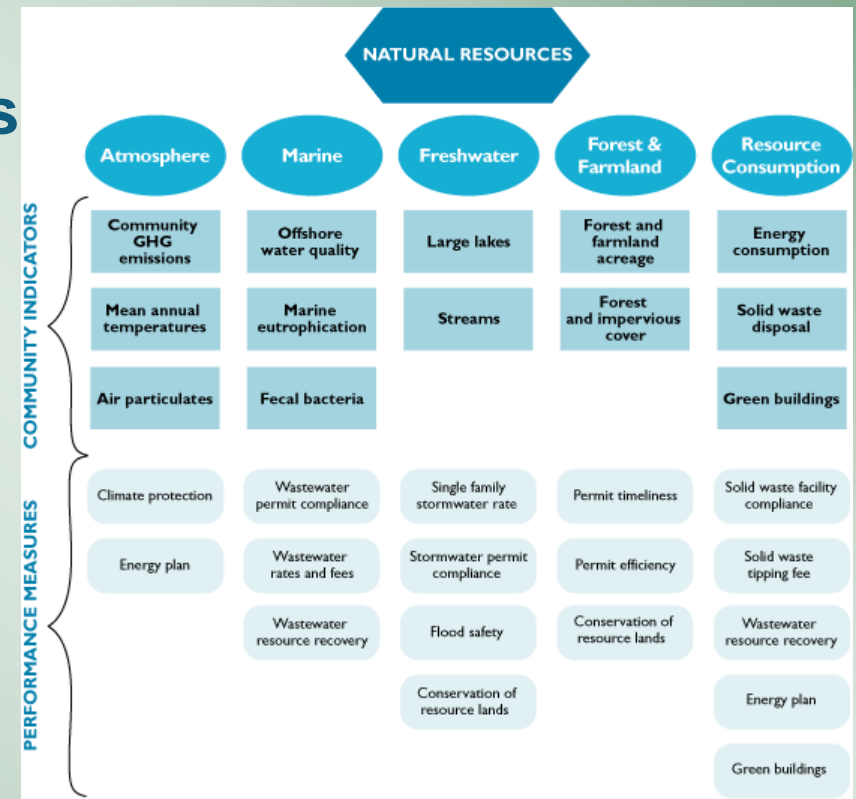 NATURAL RESOURCES
s
Atmosphere
Marine
Freshwater
Forest &
Farmland
Resource
Consumption
COMMUNITY INDICATORS
Community
GHG
emissions
Offshore
water quality
Large lakes
Forest and
farmland
acreage
Energy
consumption
Mean annual
temperatures
Marine
eutrophication
Streams
Forest
and impervious
cover
Solid waste
disposal
Air particulates
Fecal bacteria
Green buildings
PERFORMANCE MEASURES
Climate protection
Wastewater
permit compliance
Single family
stormwater rate
Permit timeliness
Solid waste facility
compliance
Energy plan
Wastewater
rates and fees
Stormwater permit
compliance
Permit efficiency
Solid waste
tipping fee
Wastewater
resource recovery
Flood safety
Conservation of
resource lands
Wastewater
resource recovery
Conservation of
resource lands
Energy plan
Green buildings